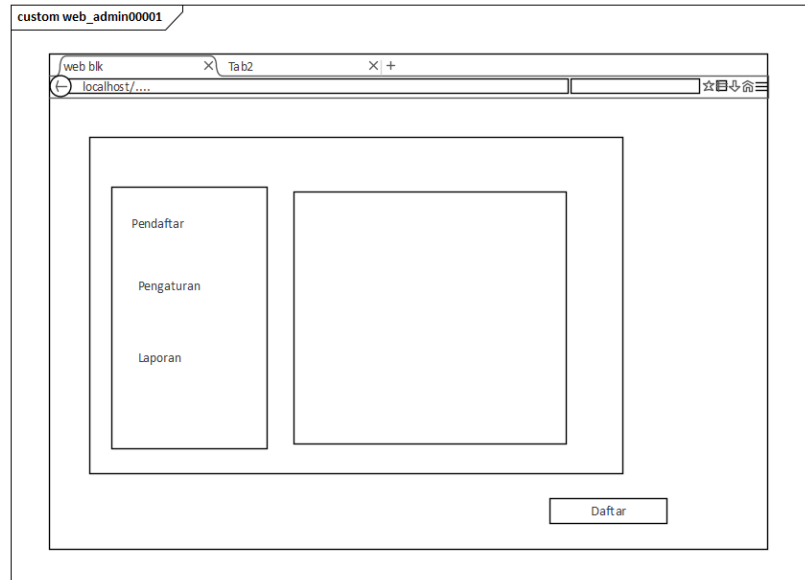 custom web_admin00001
web blk
Tab2
localhost/....
Pendaftar
Pengaturan
Laporan
Daftar